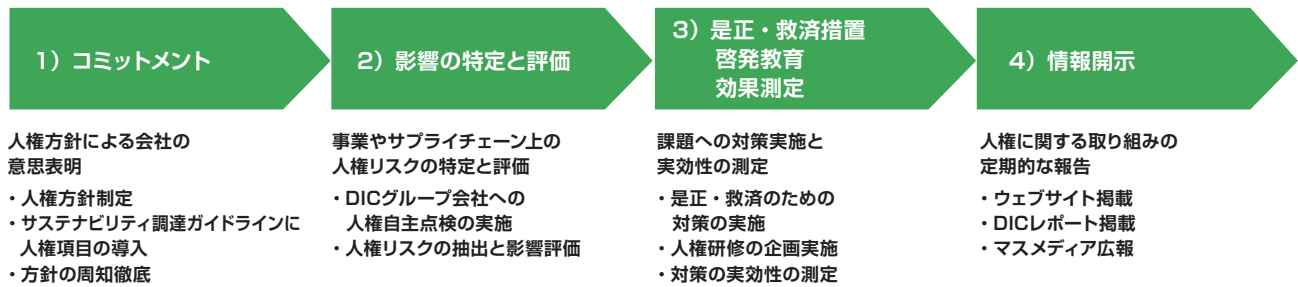 1）コミットメント
人権方針による会社の
意思表明
・人権方針制定
・サステナビリティ調達ガイドラインに
人権項目の導入
・方針の周知徹底
2）影響の特定と評価
事業やサプライチェーン上の
人権リスクの特定と評価
・DICグループ会社への
人権自主点検の実施
・人権リスクの抽出と影響評価
3）是正・救済措置
啓発教育
効果測定
課題への対策実施と
実効性の測定
・是正・救済のための
対策の実施
・人権研修の企画実施
・対策の実効性の測定
4）情報開示
人権に関する取り組みの
定期的な報告
・ウェブサイト掲載
・DICレポート掲載
・マスメディア広報